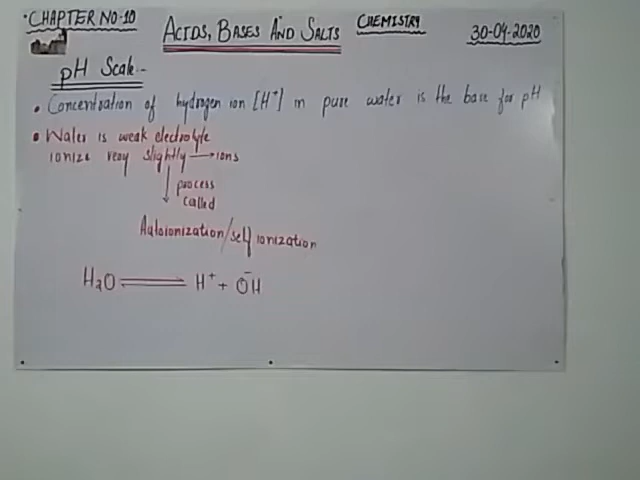 CHAPTER NO-10
ACIDS, BASES AND SALTS
CHEMISTRY
30-04-2020
pH Scale:-
• Concentration of hydrogen ion [H⁺] in pure water is the base for pH
• Water is weak electrolyte
ionize very slightly → ions
process
called
Autoionization/self ionization
H₂O ⇌ H⁺ + OH⁻